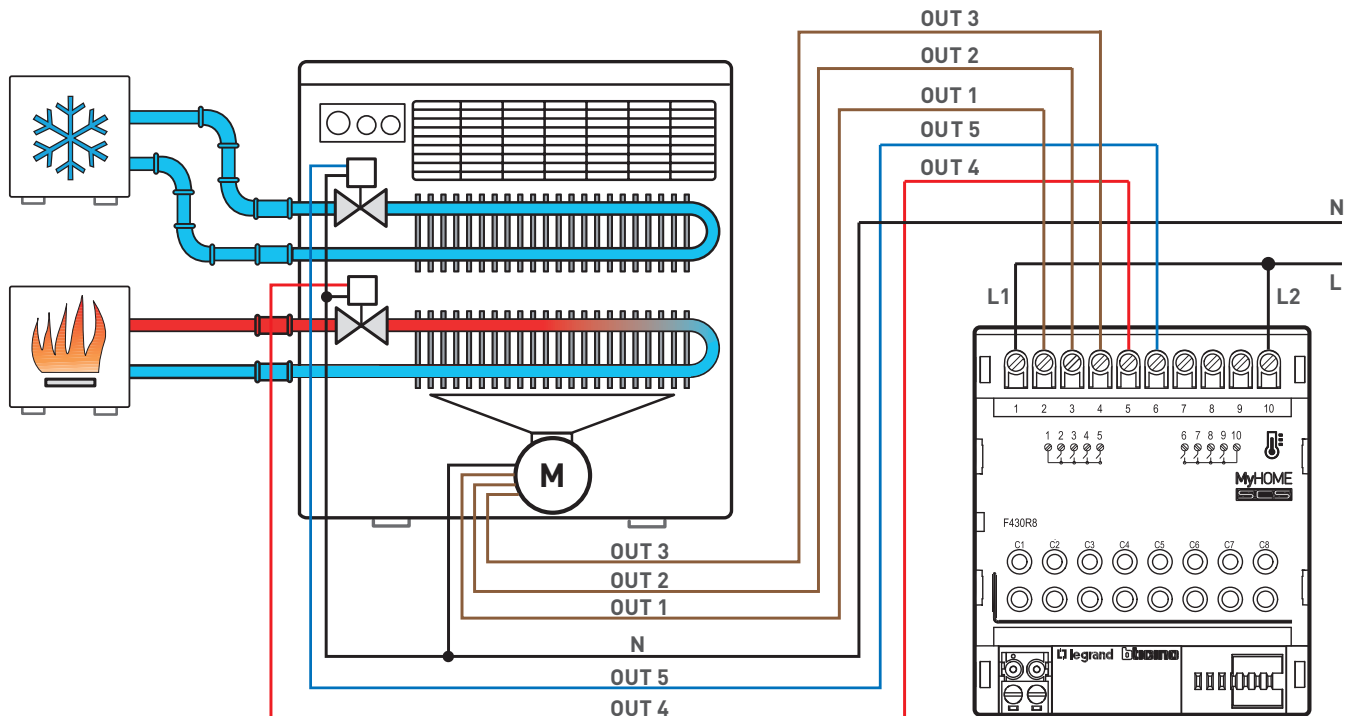 OUT 3
OUT 2
OUT 1
OUT 5
OUT 4
N
L
L1
L2
1 2 3 4 5 6 7 8 9 10
1 2 3 4 5
6 7 8 9 10
MyHOME
SCS
F430R8
C1 C2 C3 C4 C5 C6 C7 C8
legrand bticino
M
OUT 3
OUT 2
OUT 1
N
OUT 5
OUT 4